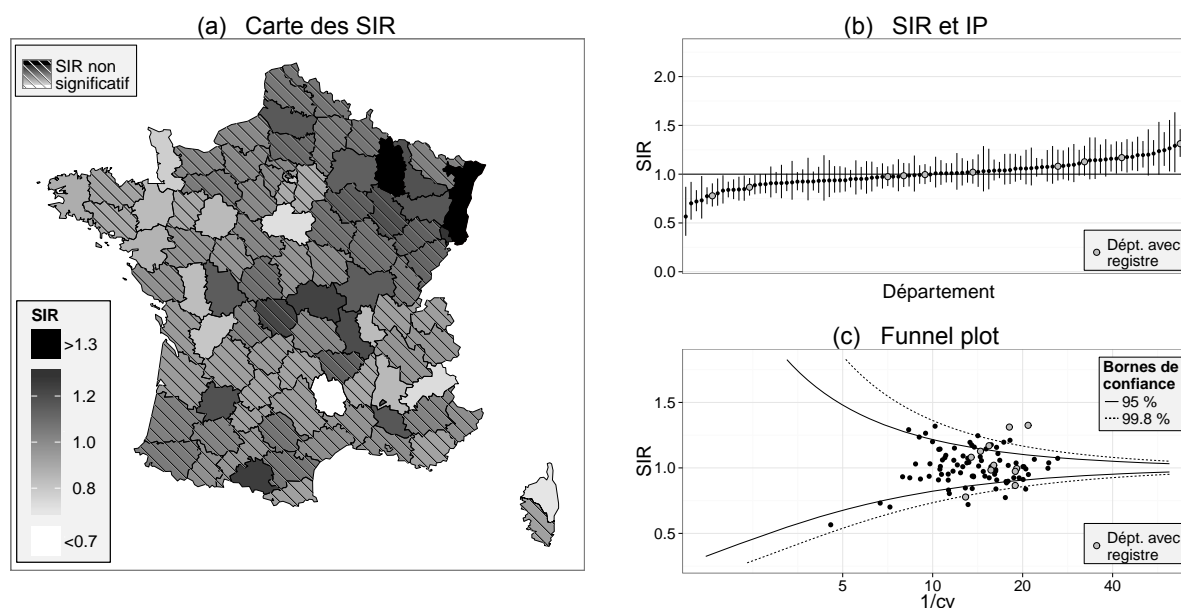 (a) Carte des SIR
SIR non
significatif
SIR
>1.3
1.2
1.0
0.8
<0.7
(b) SIR et IP
SIR
2.0
1.5
1.0
0.5
0.0
Dépt. avec
registre
Département
(c) Funnel plot
SIR
1.5
1.0
0.5
Bornes de
confiance
95 %
99.8 %
Dépt. avec
registre
5 10 20 40
1/cv